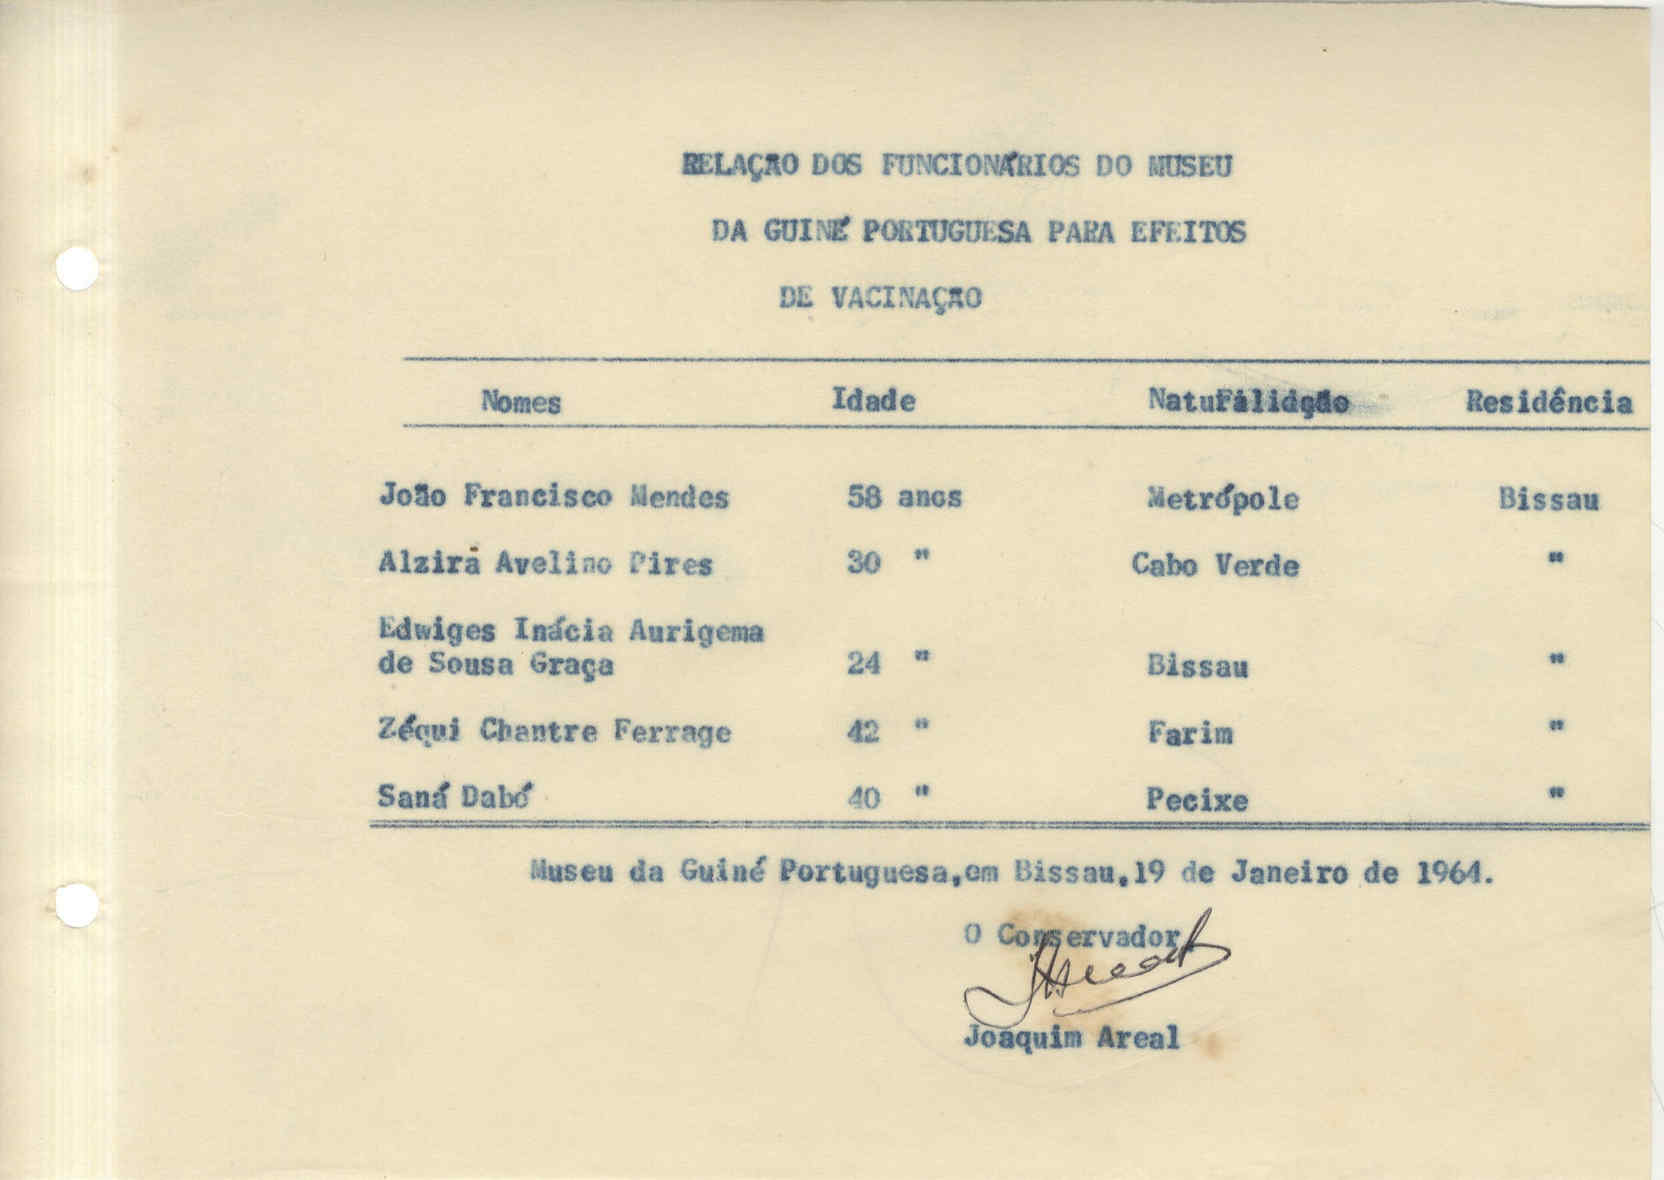 RELAÇÃO DOS FUNCIONÁRIOS DO MUSEU
DA GUINÉ PORTUGUESA PARA EFEITOS
DE VACINAÇÃO
Nomes Idade Residência
João Francisco Mendes 58 anos Metrópole Bissau
Alzira Avelino Pires 30 " Cabo Verde "
Edwiges Inácia Aurigema
de Sousa Graça 24 " Bissau "
Zéqui Chantre Ferrage 42 " Farim "
Saná Dabó 40 " Pecixe "
Museu da Guiné Portuguesa,em Bissau,19 de Janeiro de 1964.
O Conservador,
Joaquim Areal